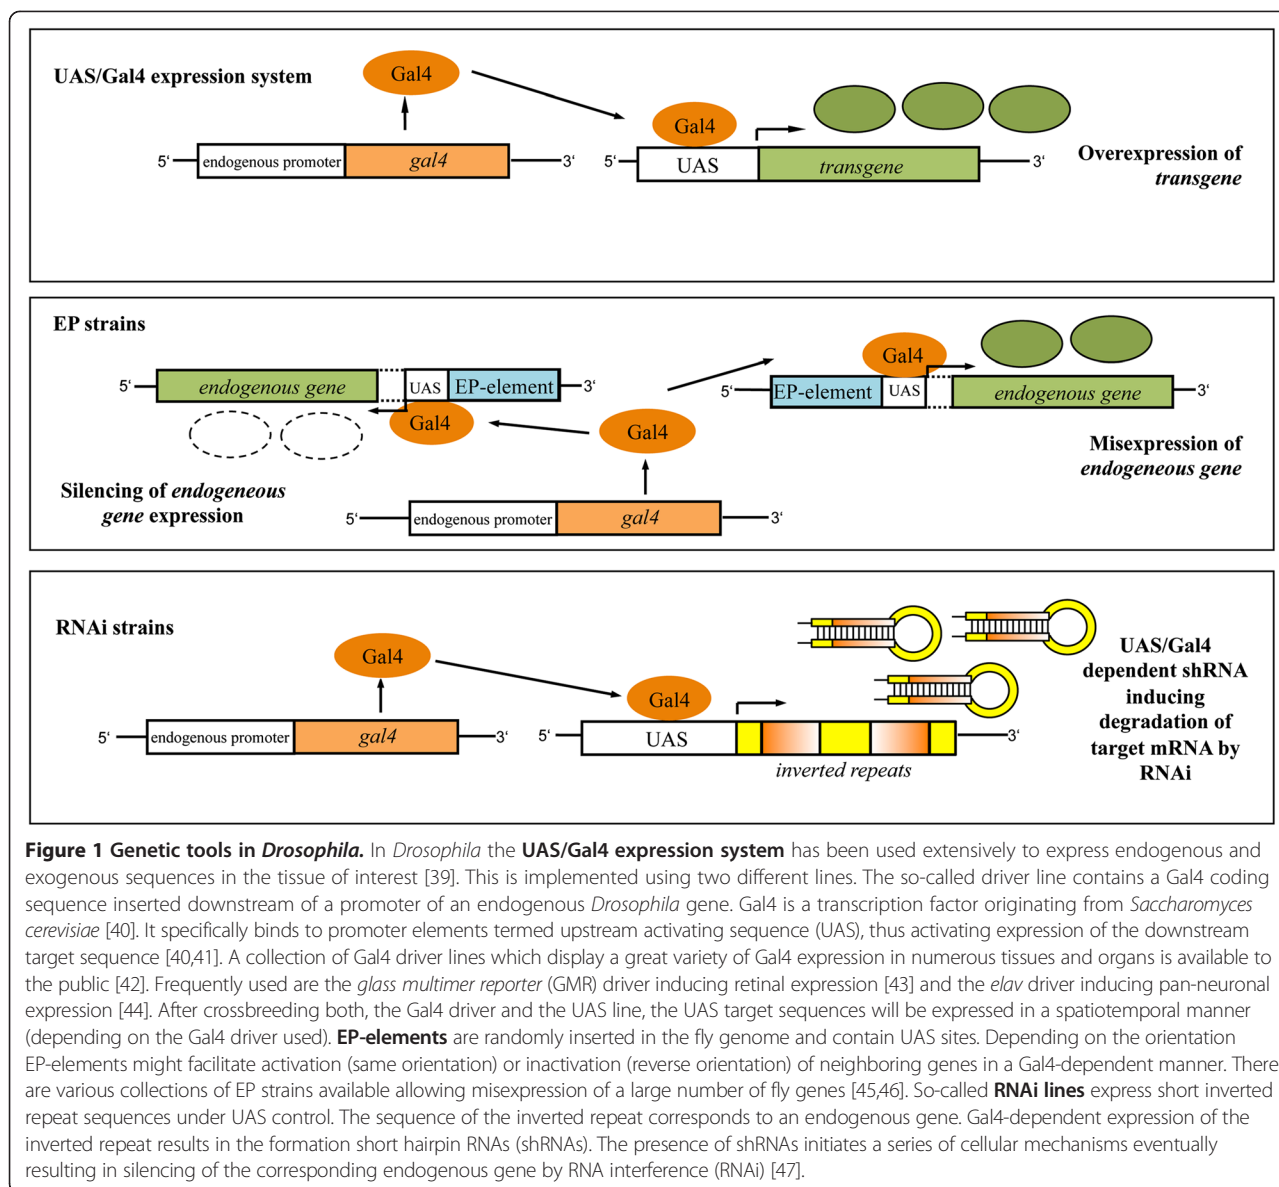 UAS/Gal4 expression system
Gal4
5‘
endogenous promoter
gal4
3‘
Gal4
5‘
UAS
transgene
3‘
Overexpression of
transgene
EP strains
5‘
endogenous gene
UAS
EP-element
3‘
Gal4
Silencing of endogeneous
gene expression
Gal4
5‘
endogenous promoter
gal4
3‘
Gal4
5‘
EP-element
UAS
endogenous gene
3‘
Misexpression of
endogeneous gene
RNAi strains
Gal4
5‘
endogenous promoter
gal4
3‘
Gal4
5‘
UAS
3‘
inverted repeats
UAS/Gal4
dependent shRNA
inducing
degradation of
target mRNA by
RNAi
Figure 1 Genetic tools in Drosophila. In Drosophila the UAS/Gal4 expression system has been used extensively to express endogenous and
exogenous sequences in the tissue of interest [39]. This is implemented using two different lines. The so-called driver line contains a Gal4 coding
sequence inserted downstream of a promoter of an endogenous Drosophila gene. Gal4 is a transcription factor originating from Saccharomyces
cerevisiae [40]. It specifically binds to promoter elements termed upstream activating sequence (UAS), thus activating expression of the downstream
target sequence [40,41]. A collection of Gal4 driver lines which display a great variety of Gal4 expression in numerous tissues and organs is available to
the public [42]. Frequently used are the glass multimer reporter (GMR) driver inducing retinal expression [43] and the elav driver inducing pan-neuronal
expression [44]. After crossbreeding both, the Gal4 driver and the UAS line, the UAS target sequences will be expressed in a spatiotemporal manner
(depending on the Gal4 driver used). EP-elements are randomly inserted in the fly genome and contain UAS sites. Depending on the orientation
EP-elements might facilitate activation (same orientation) or inactivation (reverse orientation) of neighboring genes in a Gal4-dependent manner. There
are various collections of EP strains available allowing misexpression of a large number of fly genes [45,46]. So-called RNAi lines express short inverted
repeat sequences under UAS control. The sequence of the inverted repeat corresponds to an endogenous gene. Gal4-dependent expression of the
inverted repeat results in the formation short hairpin RNAs (shRNAs). The presence of shRNAs initiates a series of cellular mechanisms eventually
resulting in silencing of the corresponding endogenous gene by RNA interference (RNAi) [47].